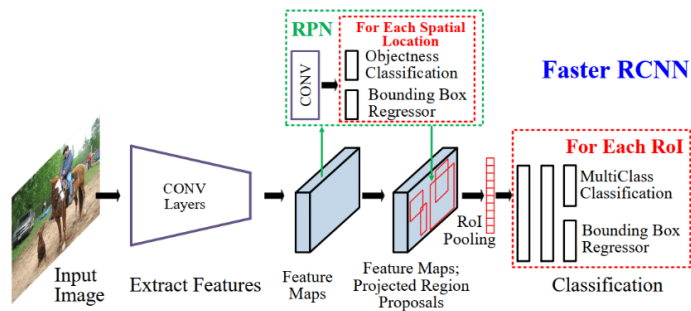 RPN
For Each Spatial
Location
CONV
Objectness
Classification
Bounding Box
Regressor
Faster RCNN
CONV
Layers
For Each RoI
MultiClass
Classification
Bounding Box
Regressor
RoI
Pooling
Input
Image
Extract Features
Feature
Maps
Feature Maps;
Projected Region
Proposals
Classification